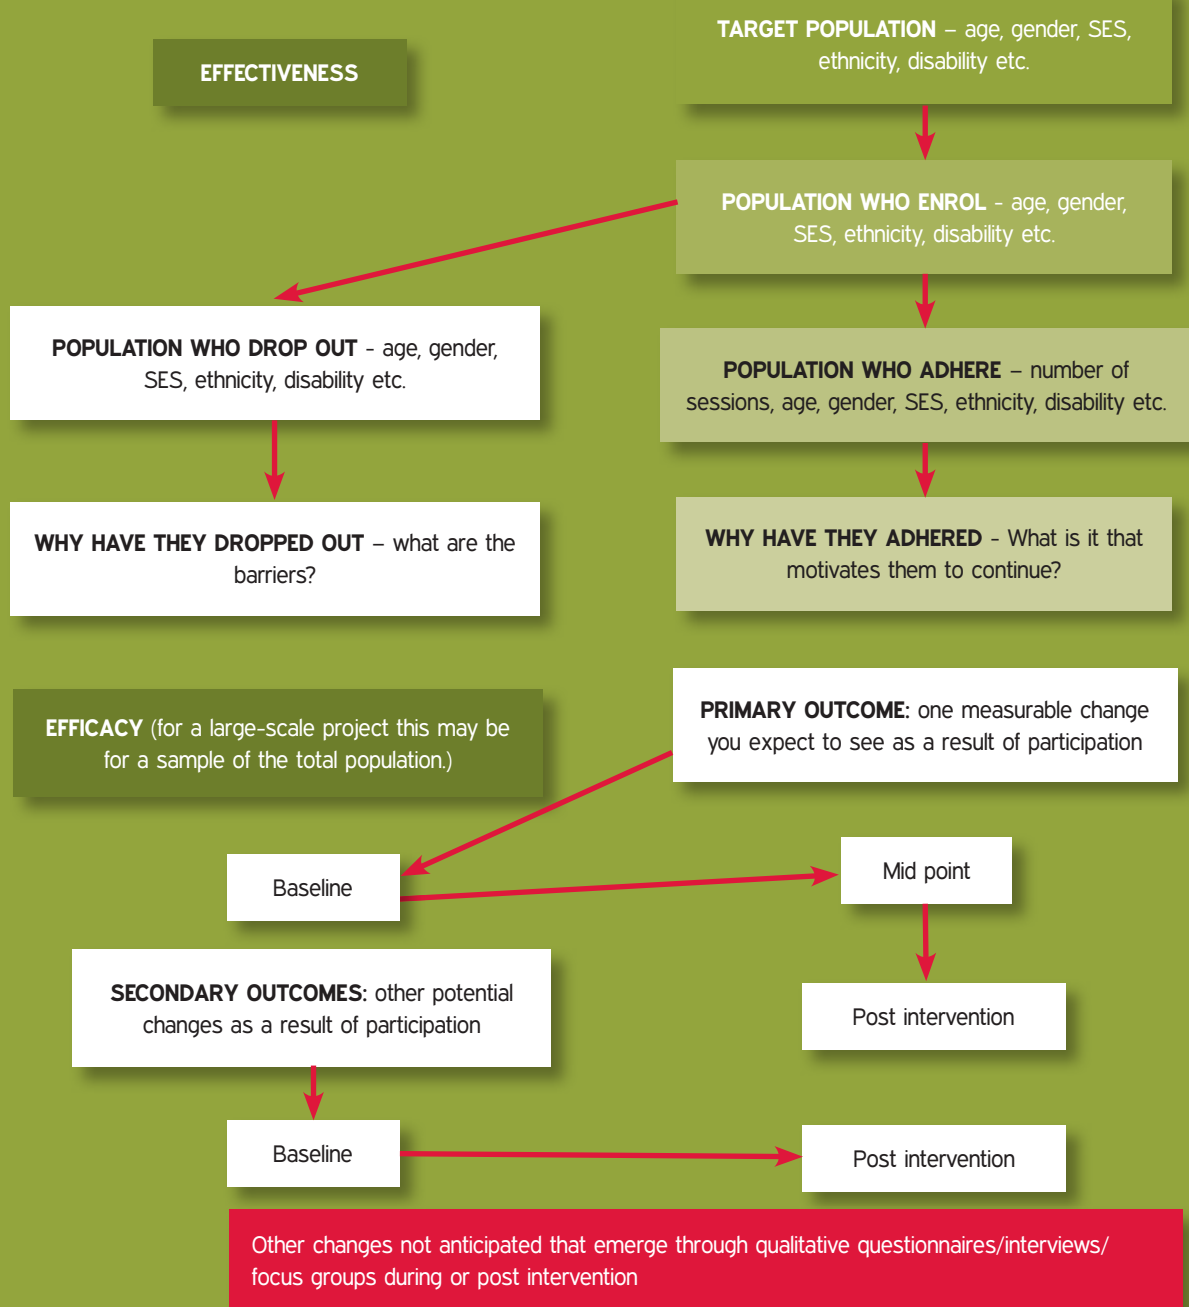 EFFECTIVENESS
TARGET POPULATION – age, gender, SES,
ethnicity, disability etc.
POPULATION WHO ENROL - age, gender,
SES, ethnicity, disability etc.
POPULATION WHO DROP OUT - age, gender,
SES, ethnicity, disability etc.
POPULATION WHO ADHERE – number of
sessions, age, gender, SES, ethnicity, disability etc.
WHY HAVE THEY DROPPED OUT – what are the
barriers?
WHY HAVE THEY ADHERED - What is it that
motivates them to continue?
EFFICACY (for a large-scale project this may be
for a sample of the total population.)
PRIMARY OUTCOME: one measurable change
you expect to see as a result of participation
Baseline
Mid point
SECONDARY OUTCOMES: other potential
changes as a result of participation
Post intervention
Baseline
Post intervention
Other changes not anticipated that emerge through qualitative questionnaires/interviews/
focus groups during or post intervention